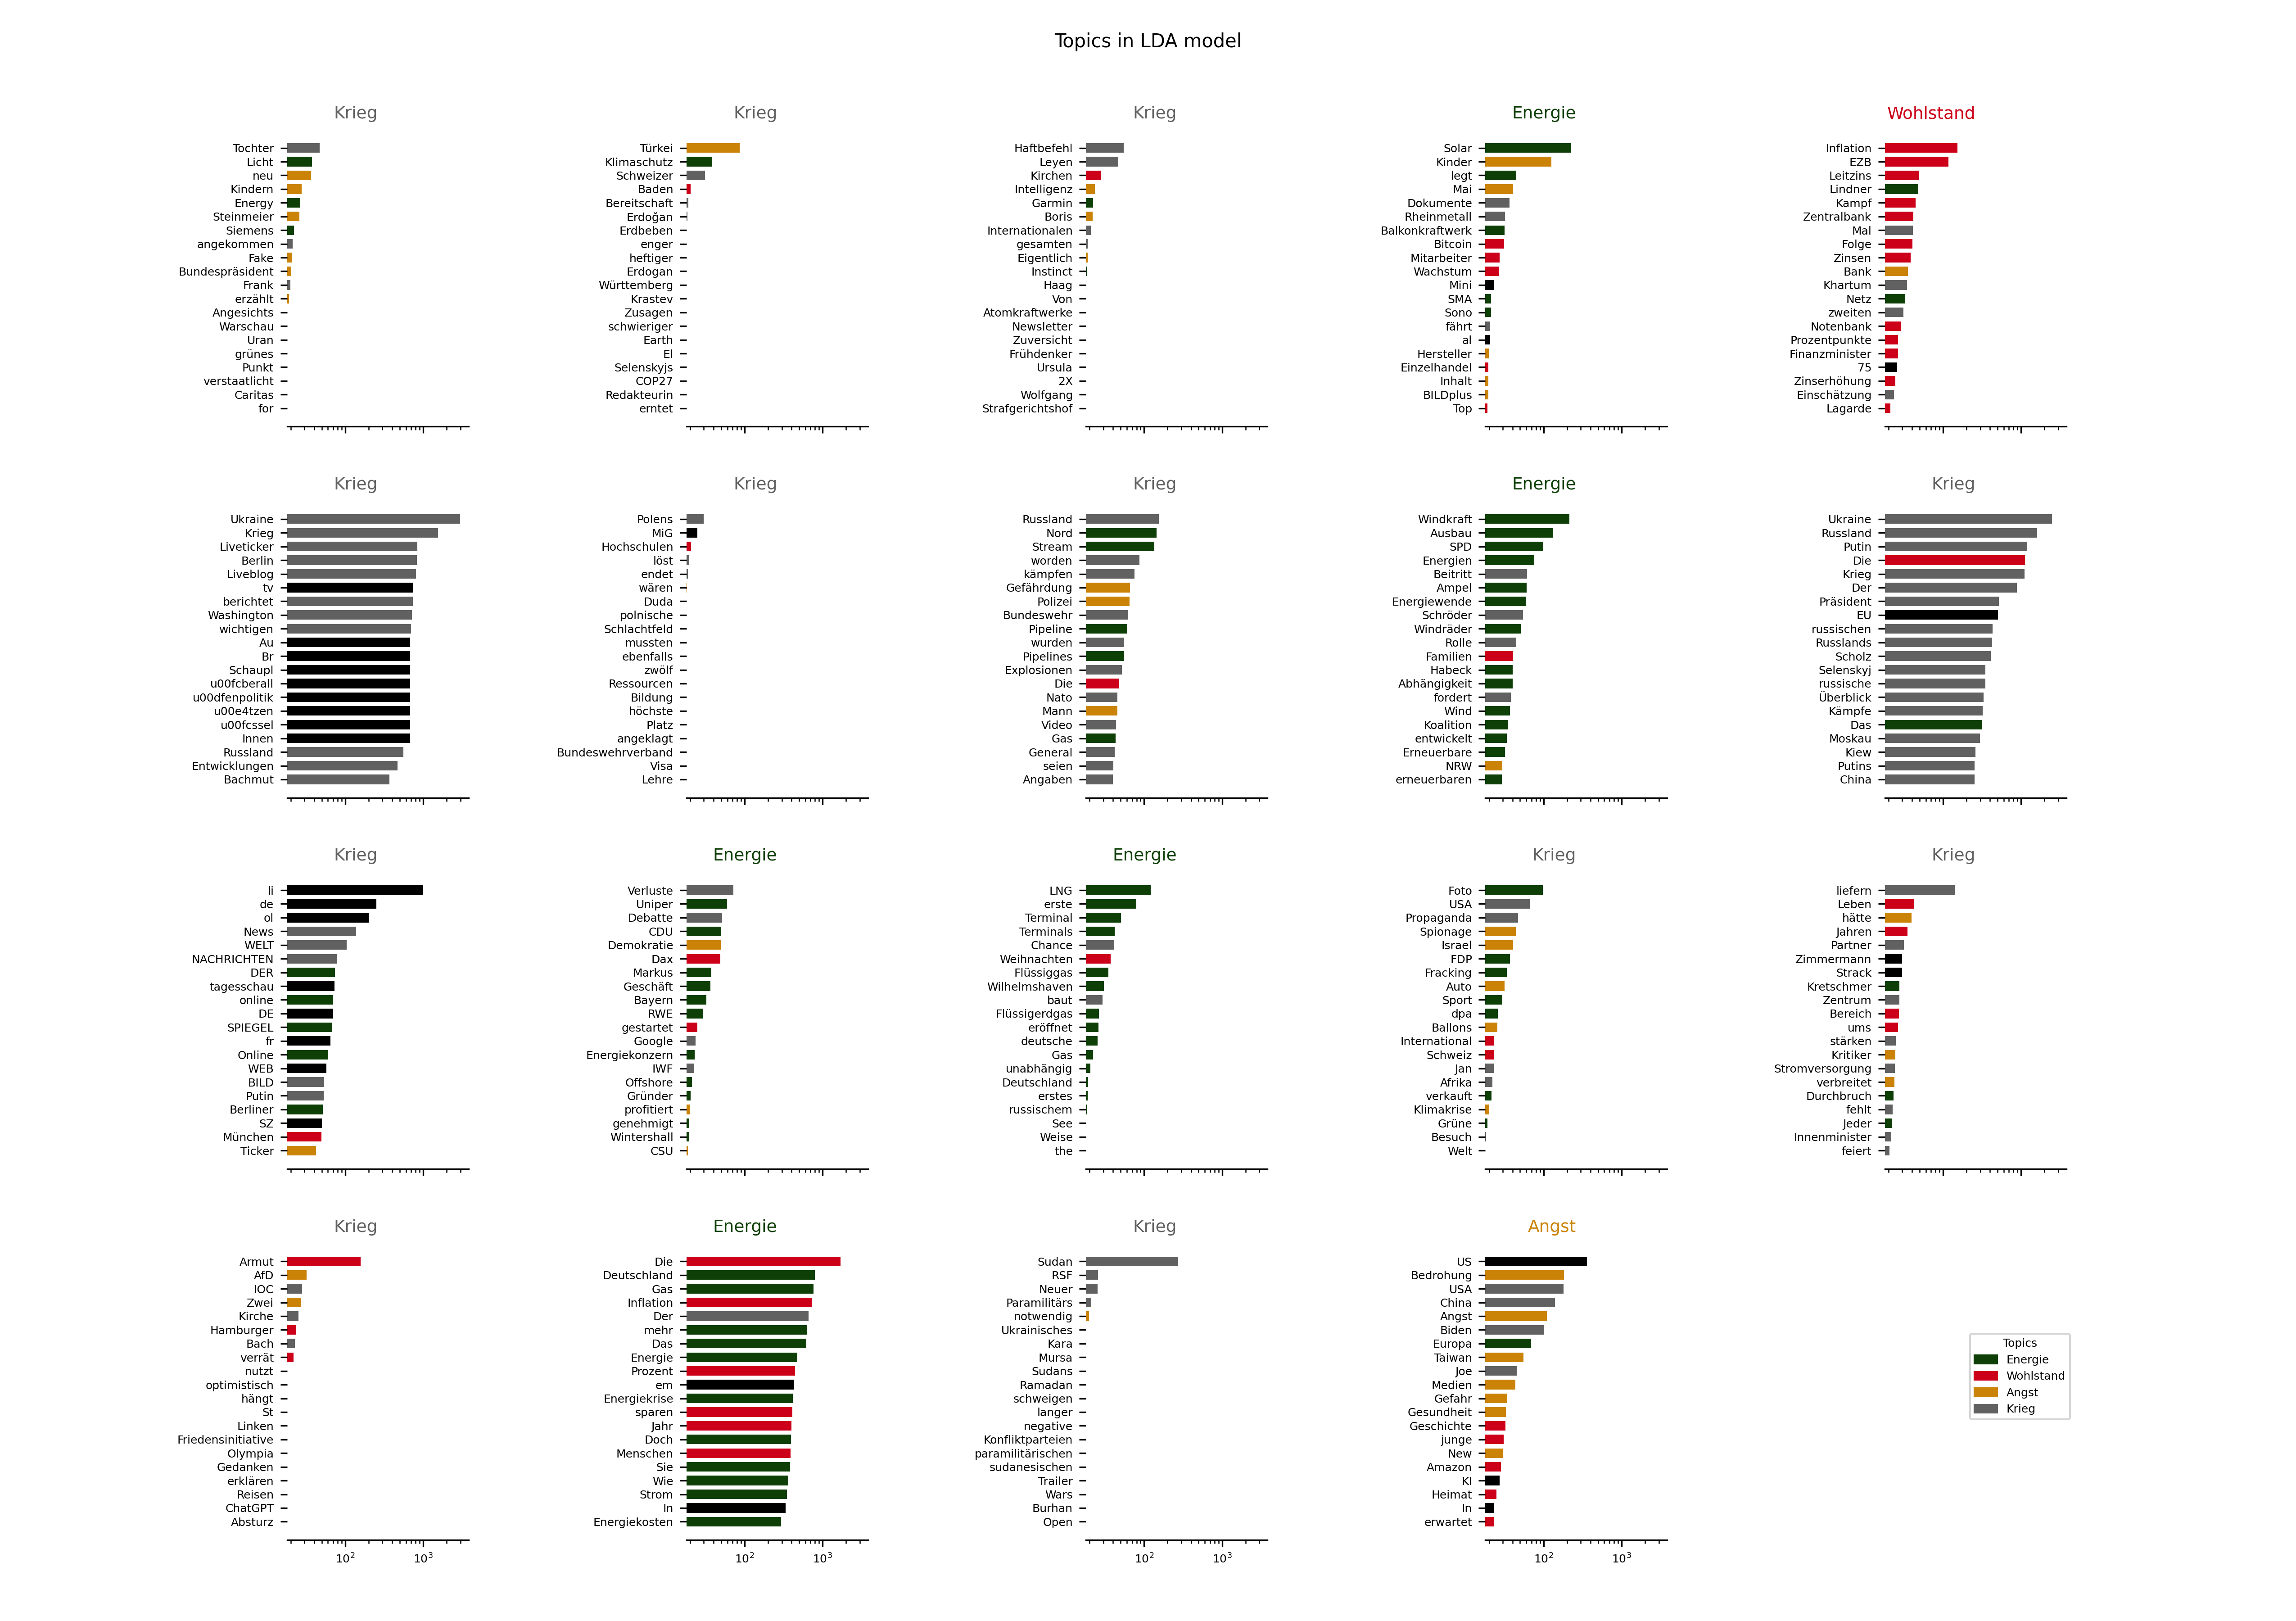 Topics in LDA model
Krieg
Tochter
Licht
neu
Kindern
Energy
Steinmeier
Siemens
angekommen
Fake
Bundespräsident
Frank
erzählt
Angesichts
Warschau
Uran
grünes
Punkt
verstaatlicht
Caritas
for
Krieg
Türkei
Klimaschutz
Schweizer
Baden
Bereitschaft
Erdoğan
Erdbeben
enger
heftiger
Erdogan
Württemberg
Krastev
Zusagen
schwieriger
Earth
El
Selenskyjs
COP27
Redakteurin
erntet
Krieg
Haftbefehl
Leyen
Kirchen
Intelligenz
Garmin
Boris
Internationalen
gesamten
Eigentlich
Instinct
Haag
Von
Atomkraftwerke
Newsletter
Zuversicht
Frühdenker
Ursula
2X
Wolfgang
Strafgerichtshof
Energie
Solar
Kinder
legt
Mai
Dokumente
Rheinmetall
Balkonkraftwerk
Bitcoin
Mitarbeiter
Wachstum
Mini
SMA
Sono
fährt
al
Hersteller
Einzelhandel
Inhalt
BILDplus
Top
Wohlstand
Inflation
EZB
Leitzins
Lindner
Kampf
Zentralbank
Mal
Folge
Zinsen
Bank
Khartum
Netz
zweiten
Notenbank
Prozentpunkte
Finanzminister
75
Zinserhöhung
Einschätzung
Lagarde
Krieg
Ukraine
Krieg
Liveticker
Berlin
Liveblog
tv
berichtet
Washington
wichtigen
Au
Br
Schaupl
u00fcberall
u00dfenpolitik
u00e4tzen
u00fcssel
Innen
Russland
Entwicklungen
Bachmut
Krieg
Polens
MiG
Hochschulen
löst
endet
wären
Duda
polnische
Schlachtfeld
mussten
ebenfalls
zwölf
Ressourcen
Bildung
höchste
Platz
angeklagt
Bundeswehrverband
Visa
Lehre
Krieg
Russland
Nord
Stream
worden
kämpfen
Gefährdung
Polizei
Bundeswehr
Pipeline
wurden
Pipelines
Explosionen
Die
Nato
Mann
Video
Gas
General
seien
Angaben
Energie
Windkraft
Ausbau
SPD
Energien
Beitritt
Ampel
Energiewende
Schröder
Windräder
Rolle
Familien
Habeck
Abhängigkeit
fordert
Wind
Koalition
entwickelt
Erneuerbare
NRW
erneuerbaren
Krieg
Ukraine
Russland
Putin
Die
Krieg
Der
Präsident
EU
russischen
Russlands
Scholz
Selenskyj
russische
Überblick
Kämpfe
Das
Moskau
Kiew
Putins
China
Krieg
li
de
ol
News
WELT
NACHRICHTEN
DER
tagesschau
online
DE
SPIEGEL
fr
Online
WEB
BILD
Putin
Berliner
SZ
München
Ticker
Energie
Verluste
Uniper
Debatte
CDU
Demokratie
Dax
Markus
Geschäft
Bayern
RWE
gestartet
Google
Energiekonzern
IWF
Offshore
Gründer
profitiert
genehmigt
Wintershall
CSU
Energie
LNG
erste
Terminal
Terminals
Chance
Weihnachten
Flüssiggas
Wilhelmshaven
baut
Flüssigerdgas
eröffnet
deutsche
Gas
unabhängig
Deutschland
erstes
russischem
See
Weise
the
Krieg
Foto
USA
Propaganda
Spionage
Israel
FDP
Fracking
Auto
Sport
dpa
Ballons
International
Schweiz
Jan
Afrika
verkauft
Klimakrise
Grüne
Besuch
Welt
Krieg
liefern
Leben
hätte
Jahren
Partner
Zimmermann
Strack
Kretschmer
Zentrum
Bereich
ums
stärken
Kritiker
Stromversorgung
verbreitet
Durchbruch
fehlt
Jeder
Innenminister
feiert
Krieg
Armut
AfD
IOC
Zwei
Kirche
Hamburger
Bach
verrät
nutzt
optimistisch
hängt
St
Linken
Friedensinitiative
Olympia
Gedanken
erklären
Reisen
ChatGPT
Absturz
10² 10³
Energie
Die
Deutschland
Gas
Inflation
Der
mehr
Das
Energie
Prozent
em
Energiekrise
sparen
Jahr
Doch
Menschen
Sie
Wie
Strom
In
Energiekosten
10² 10³
Krieg
Sudan
RSF
Neuer
Paramilitärs
notwendig
Ukrainisches
Kara
Mursa
Sudans
Ramadan
schweigen
langer
negative
Konfliktparteien
paramilitärischen
sudanesischen
Trailer
Wars
Burhan
Open
10² 10³
Angst
US
Bedrohung
USA
China
Angst
Biden
Europa
Taiwan
Joe
Medien
Gefahr
Gesundheit
Geschichte
junge
New
Amazon
KI
Heimat
In
erwartet
10² 10³
Topics
Energie
Wohlstand
Angst
Krieg